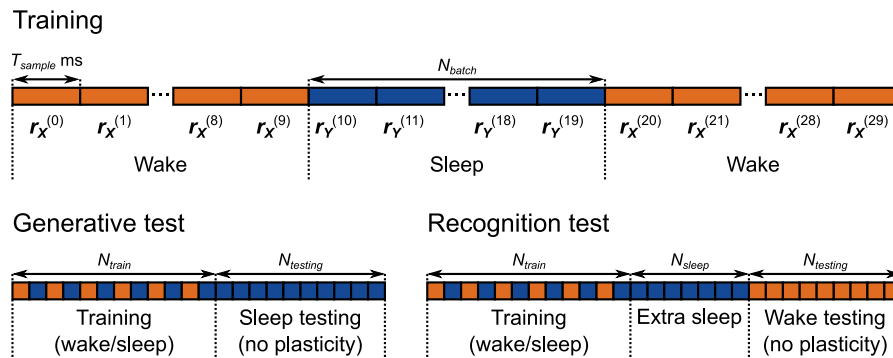 Training
T_sample ms
N_batch
... ... ...
r_X^(0) r_X^(1) r_X^(8) r_X^(9) r_Y^(10) r_Y^(11) r_Y^(18) r_Y^(19) r_X^(20) r_X^(21) r_X^(28) r_X^(29)
Wake Sleep Wake
Generative test Recognition test
N_train N_testing N_train N_sleep N_testing
Training Sleep testing Training Extra sleep Wake testing
(wake/sleep) (no plasticity) (wake/sleep) (no plasticity)